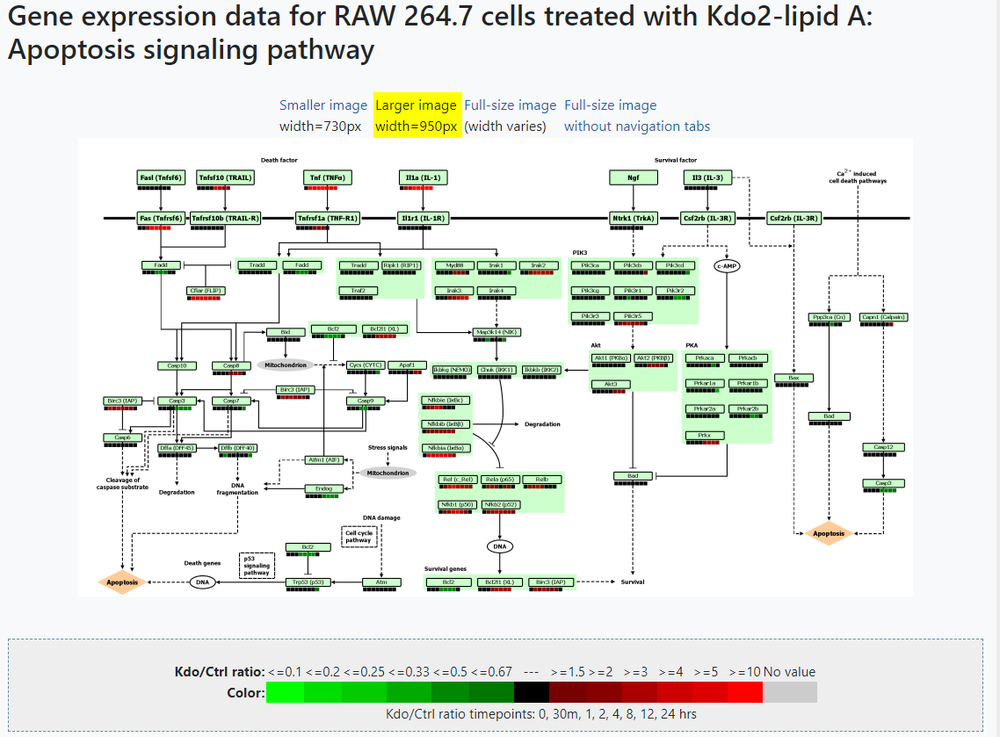 Gene expression data for RAW 264.7 cells treated with Kdo2-lipid A:
Apoptosis signaling pathway
Smaller image Larger image Full-size image Full-size image
width=730px width=950px (width varies) without navigation tabs
Death factor Survival factor
Ca2+ induced
cell death pathways
Fasl (Tnfsf6) Tnfsf10 (TRAIL) Tnf (TNFα) Il1a (IL-1) Ngf Il3 (IL-3)
Fas (Tnfrsf6) Tnfrsf10b (TRAIL-R) Tnfrsf1a (TNF-R1) Il1r1 (IL-1R) Ntrk1 (TrkA) Csf2rb (IL-3R) Csf2rb (IL-3R)
PIK3
Fadd Tradd Fadd Tradd Ripk1 (RIP1) Myd88 Irak1 Irak2 Pik3ca Pik3cb Pik3cd c-AMP
Cflar (FLIP) Traf2 Irak3 Irak4 Pik3cg Pik3r1 Pik3r2
Pik3r3 Pik3r5 Ppp3ca (Cn) Capn1 (Calpain)
Bid Bcl2 Bcl2l1 (XL) Map3k14 (NIK)
Akt PKA
Casp10 Casp8 Mitochondrion Cycs (CYTC) Apaf1 Ikbkg (NEMO) Chuk (IKK1) Ikbkb (IKK2) Akt1 (PKBα) Akt2 (PKBβ) Prkaca Prkacb
Akt3 Prkar1a Prkar1b Bax
Birc3 (IAP)
Birc3 (IAP) Casp3 Casp7 Casp9 Nfkbie (IκBε) Prkar2a Prkar2b Bad
Nfkbib (IκBβ) Degradation
Casp6 Prkx
Dffa (DFF45) Dffb (DFF40) Stress signals Nfkbia (IκBα) Casp12
Aifm1 (AIF)
Mitochondrion
Cleavage of
caspase substrate
Degradation
DNA
fragmentation
Endog Rel (c_Rel) Rela (p65) Relb Bad Casp3
Nfkb1 (p50) Nfkb2 (p52)
DNA damage
Cell cycle
pathway
Apoptosis
Bcl2 DNA
p53
signaling
pathway
Death genes Survival genes
Apoptosis DNA Trp53 (p53) Atm Bcl2 Bcl2l1 (XL) Birc3 (IAP) Survival
Kdo/Ctrl ratio: <=0.1 <=0.2 <=0.25 <=0.33 <=0.5 <=0.67 --- >=1.5 >=2 >=3 >=4 >=5 >=10 No value
Color:
Kdo/Ctrl ratio timepoints: 0, 30m, 1, 2, 4, 8, 12, 24 hrs